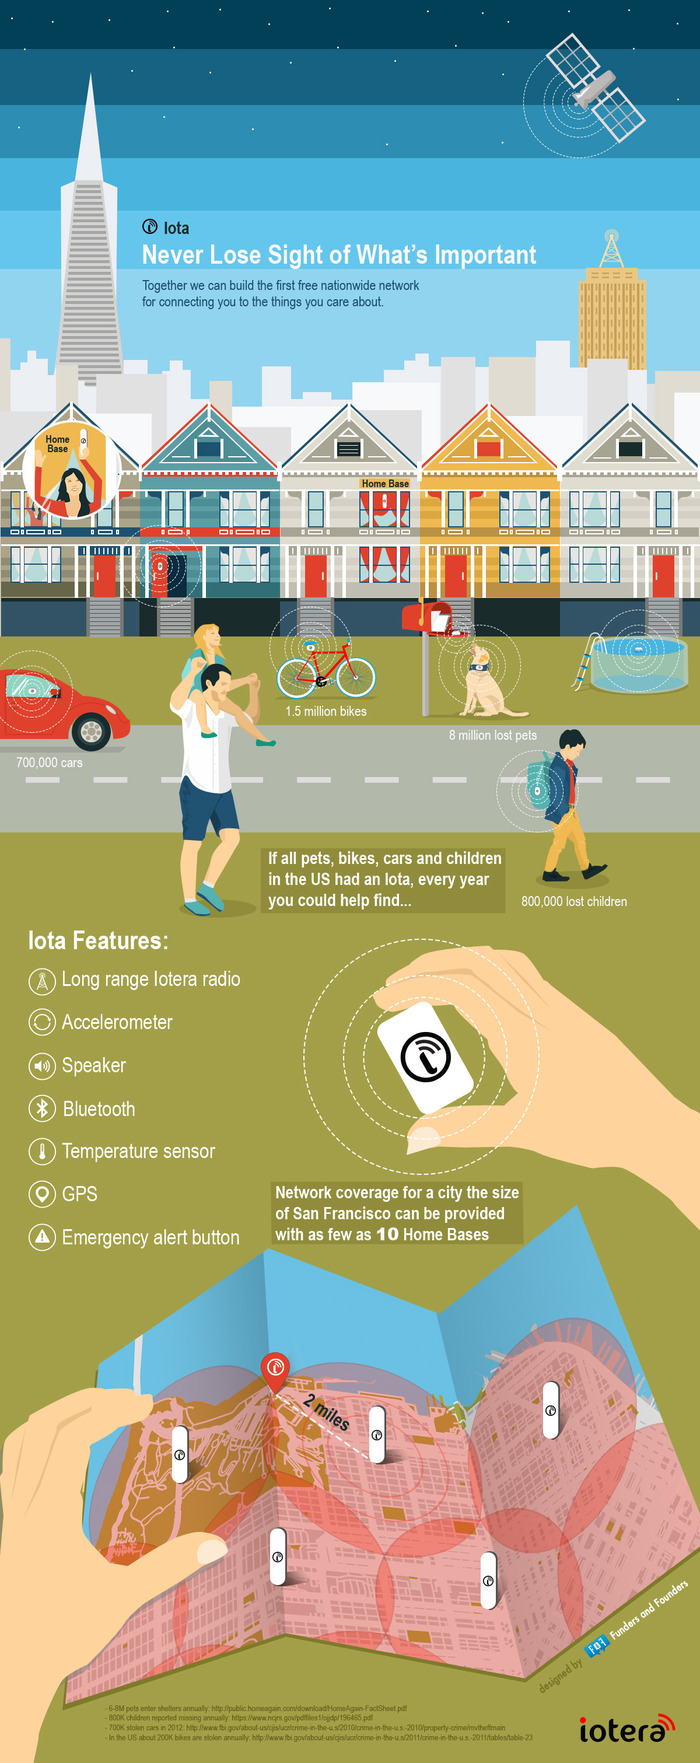 Iota
Never Lose Sight of What's Important
Together we can build the first free nationwide network
for connecting you to the things you care about.
Home
Base
Home Base
1.5 million bikes
8 million lost pets
700,000 cars
If all pets, bikes, cars and children
in the US had an Iota, every year
you could help find...
800,000 lost children
Iota Features:
Long range Iotera radio
Accelerometer
Speaker
Bluetooth
Temperature sensor
GPS
Emergency alert button
Network coverage for a city the size
of San Francisco can be provided
with as few as 10 Home Bases
2 miles
designed by
Funders and Founders
- 6-8M pets enter shelters annually: http://public.homeagain.com/download/HomeAgain-FactSheet.pdf
- 800K children reported missing annually: https://www.ncjrs.gov/pdffiles1/ojjdp/196465.pdf
- 700K stolen cars in 2012: http://www.fbi.gov/about-us/cjis/ucr/crime-in-the-u.s/2010/crime-in-the-u.s.-2010/property-crime/mvtheftmain
- In the US about 200K bikes are stolen annually: http://www.fbi.gov/about-us/cjis/ucr/crime-in-the-u.s/2011/crime-in-the-u.s.-2011/tables/table-23
iotera